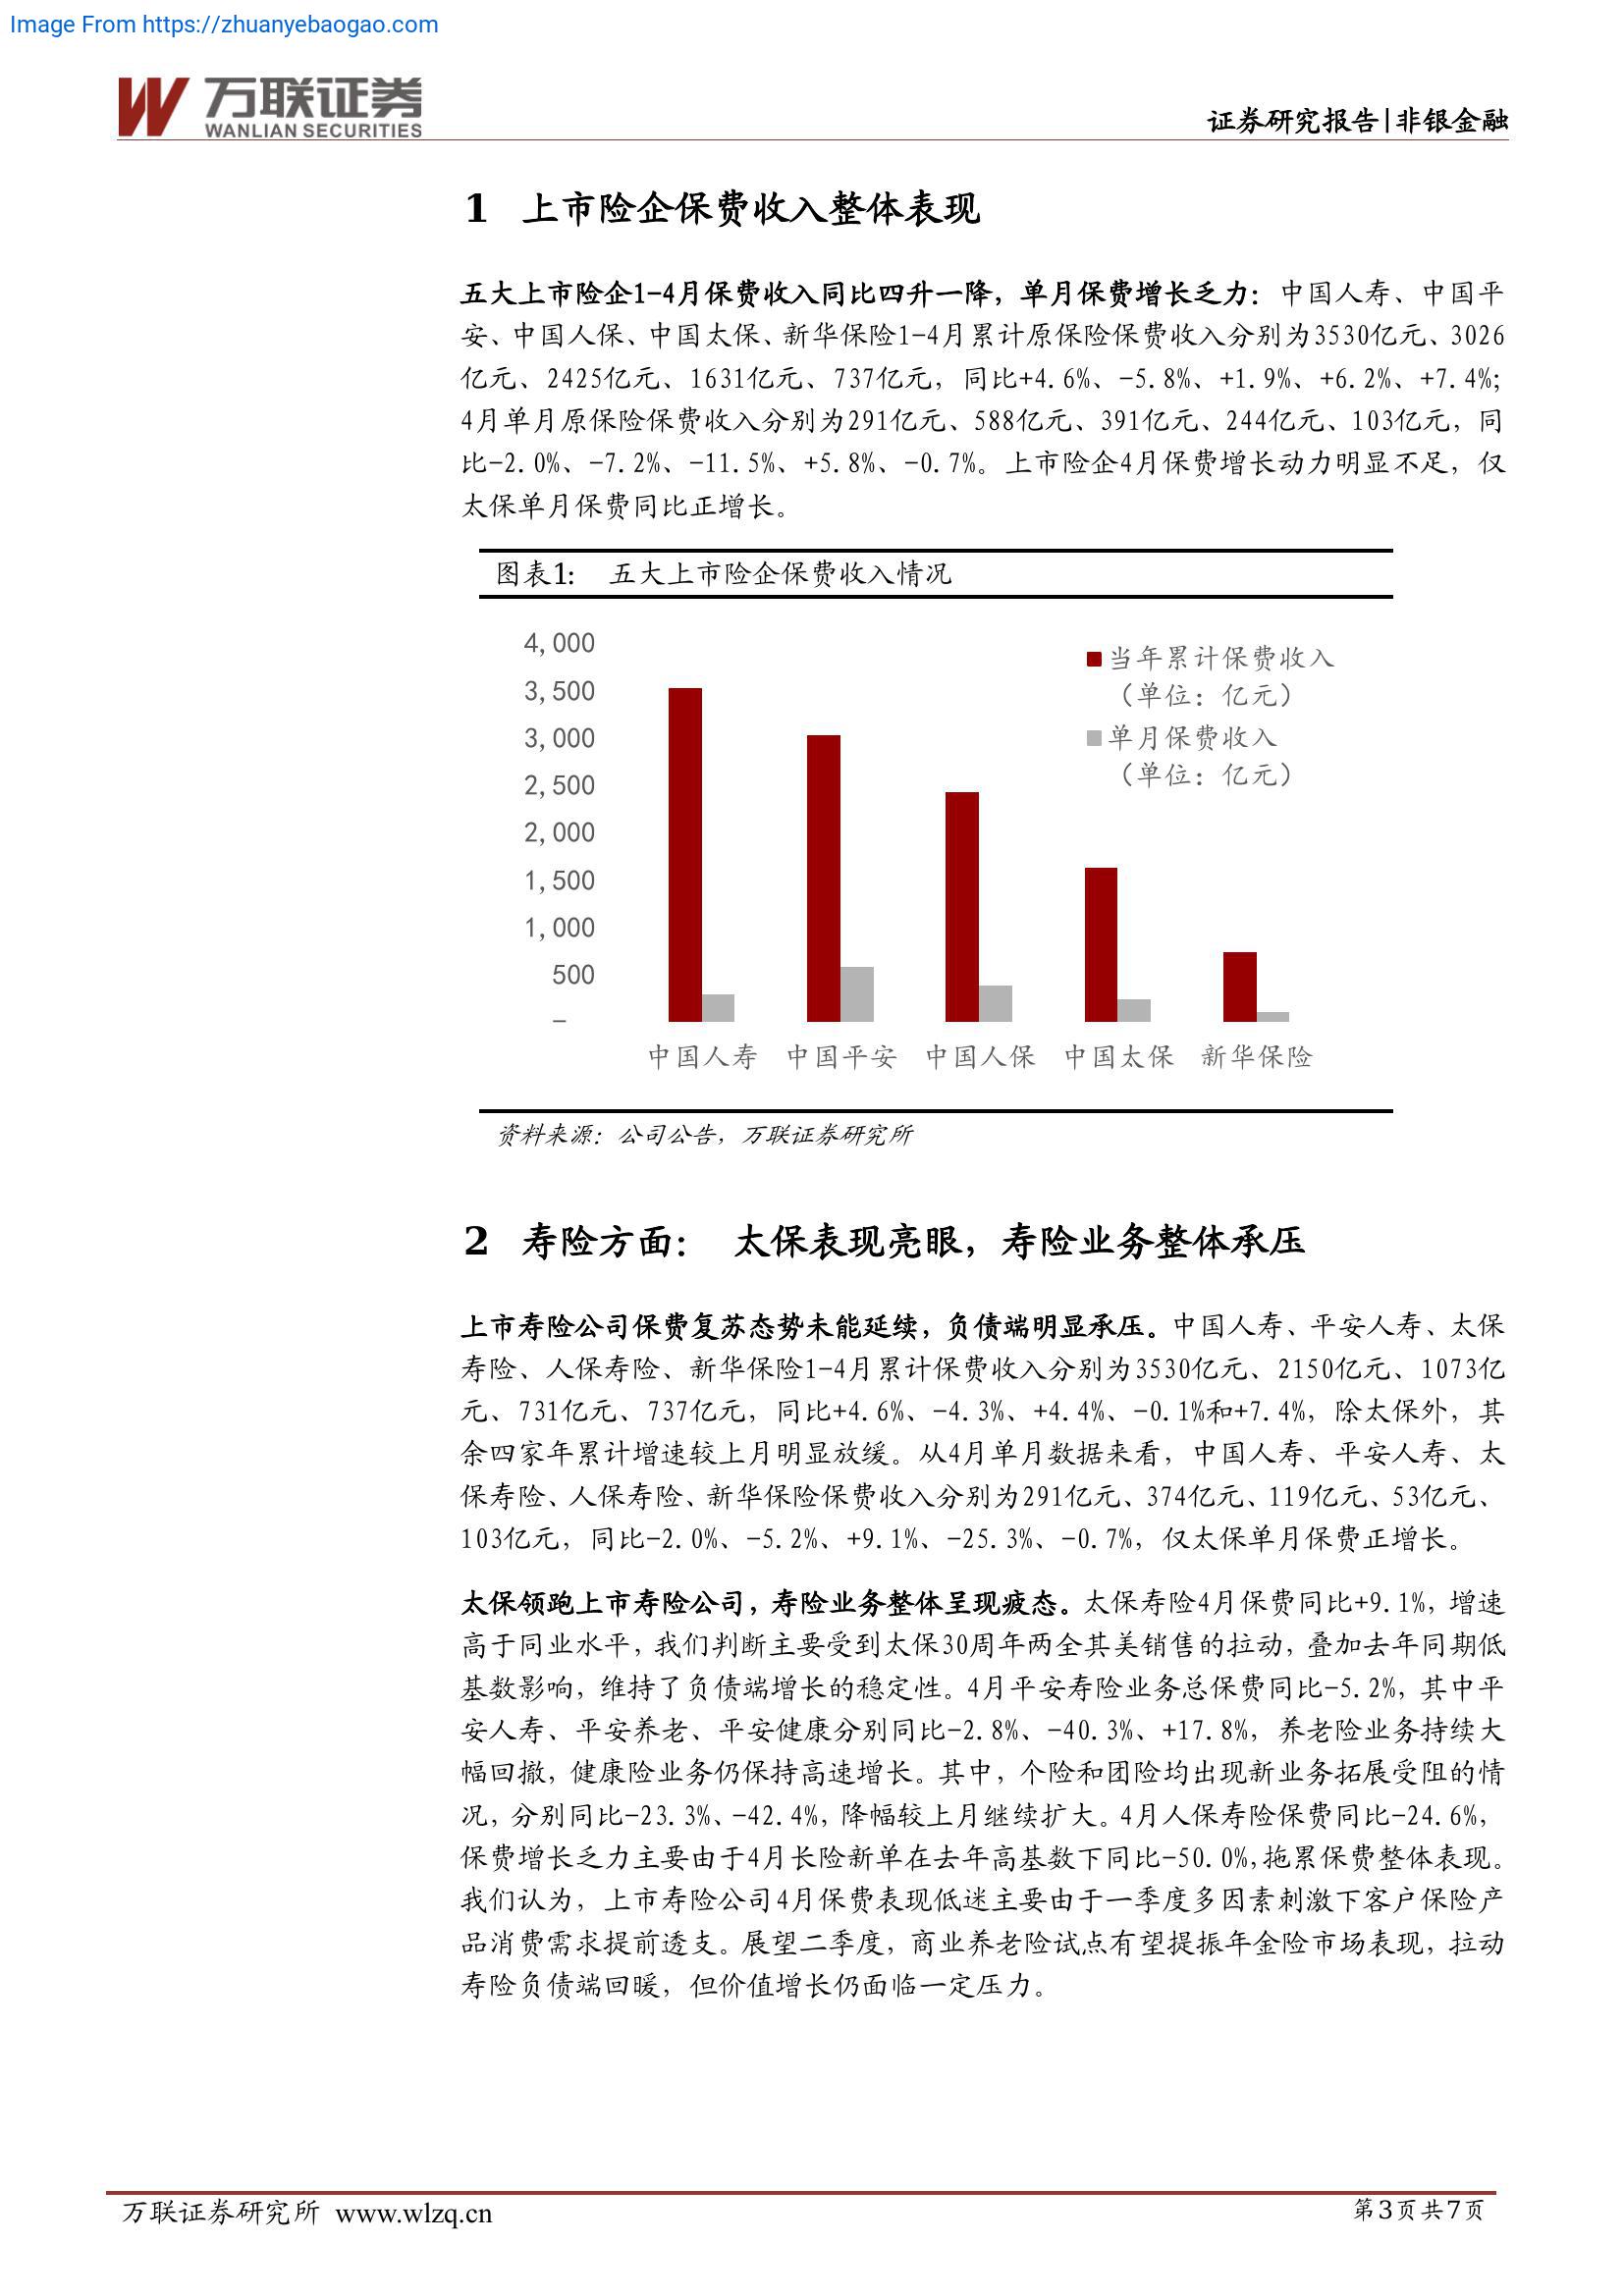 Image From https://zhuanyebaogao.com
万联证券
WANLIAN SECURITIES
证券研究报告|非银金融
1 上市险企保费收入整体表现
五大上市险企1-4月保费收入同比四升一降，单月保费增长乏力：中国人寿、中国平
安、中国人保、中国太保、新华保险1-4月累计原保险保费收入分别为3530亿元、3026
亿元、2425亿元、1631亿元、737亿元，同比+4.6%、-5.8%、+1.9%、+6.2%、+7.4%;
4月单月原保险保费收入分别为291亿元、588亿元、391亿元、244亿元、103亿元，同
比-2.0%、-7.2%、-11.5%、+5.8%、-0.7%。上市险企4月保费增长动力明显不足，仅
太保单月保费同比正增长。
图表1： 五大上市险企保费收入情况
4,000
3,500
3,000
2,500
2,000
1,500
1,000
500
-
当年累计保费收入
（单位：亿元）
单月保费收入
（单位：亿元）
中国人寿 中国平安 中国人保 中国太保 新华保险
资料来源：公司公告，万联证券研究所
2 寿险方面： 太保表现亮眼，寿险业务整体承压
上市寿险公司保费复苏态势未能延续，负债端明显承压。中国人寿、平安人寿、太保
寿险、人保寿险、新华保险1-4月累计保费收入分别为3530亿元、2150亿元、1073亿
元、731亿元、737亿元，同比+4.6%、-4.3%、+4.4%、-0.1%和+7.4%，除太保外，其
余四家年累计增速较上月明显放缓。从4月单月数据来看，中国人寿、平安人寿、太
保寿险、人保寿险、新华保险保费收入分别为291亿元、374亿元、119亿元、53亿元、
103亿元，同比-2.0%、-5.2%、+9.1%、-25.3%、-0.7%，仅太保单月保费正增长。
太保领跑上市寿险公司，寿险业务整体呈现疲态。太保寿险4月保费同比+9.1%，增速
高于同业水平，我们判断主要受到太保30周年两全其美销售的拉动，叠加去年同期低
基数影响，维持了负债端增长的稳定性。4月平安寿险业务总保费同比-5.2%，其中平
安人寿、平安养老、平安健康分别同比-2.8%、-40.3%、+17.8%，养老险业务持续大
幅回撤，健康险业务仍保持高速增长。其中，个险和团险均出现新业务拓展受阻的情
况，分别同比-23.3%、-42.4%，降幅较上月继续扩大。4月人保寿险保费同比-24.6%，
保费增长乏力主要由于4月长险新单在去年高基数下同比-50.0%，拖累保费整体表现。
我们认为，上市寿险公司4月保费表现低迷主要由于一季度多因素刺激下客户保险产
品消费需求提前透支。展望二季度，商业养老险试点有望提振年金险市场表现，拉动
寿险负债端回暖，但价值增长仍面临一定压力。
万联证券研究所 www.wlzq.cn
第3页共7页